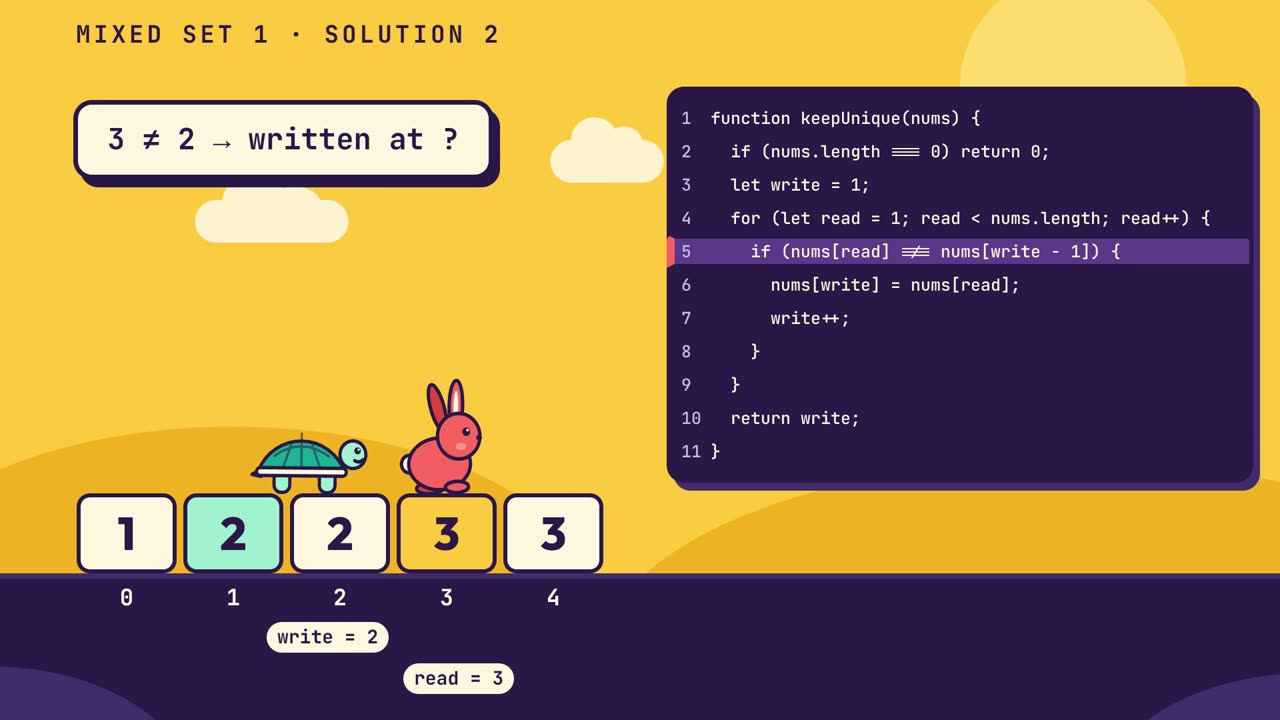 MIXED SET 1 · SOLUTION 2
3 ≠ 2 → written at ?
1 function keepUnique(nums) {
2   if (nums.length === 0) return 0;
3   let write = 1;
4   for (let read = 1; read < nums.length; read++) {
5     if (nums[read] !== nums[write - 1]) {
6       nums[write] = nums[read];
7       write++;
8     }
9   }
10   return write;
11 }
1 2 2 3 3
0 1 2 3 4
write = 2
read = 3